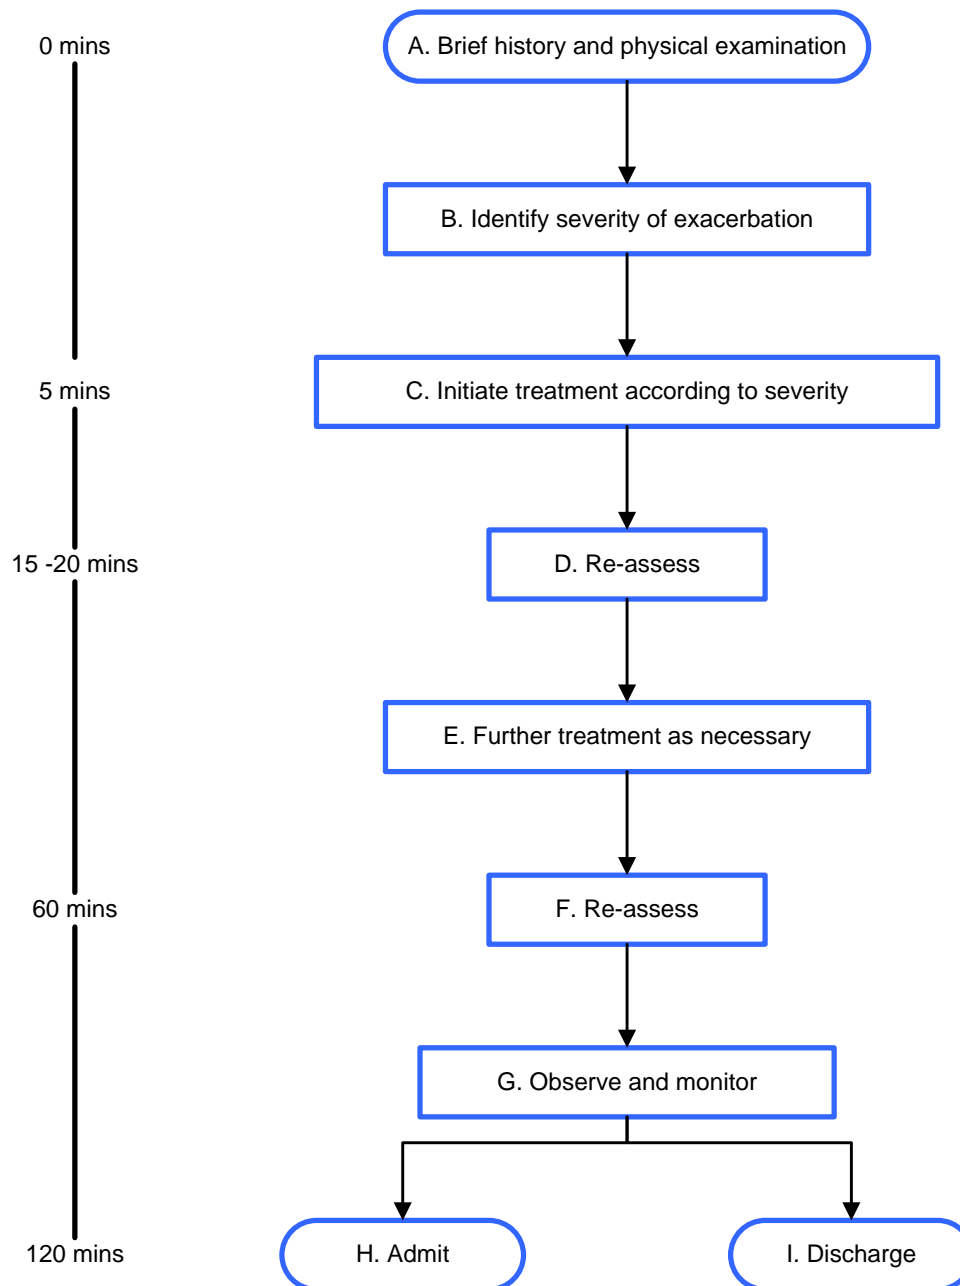 0 mins
A. Brief history and physical examination
B. Identify severity of exacerbation
5 mins
C. Initiate treatment according to severity
15 -20 mins
D. Re-assess
E. Further treatment as necessary
60 mins
F. Re-assess
G. Observe and monitor
120 mins
H. Admit
I. Discharge